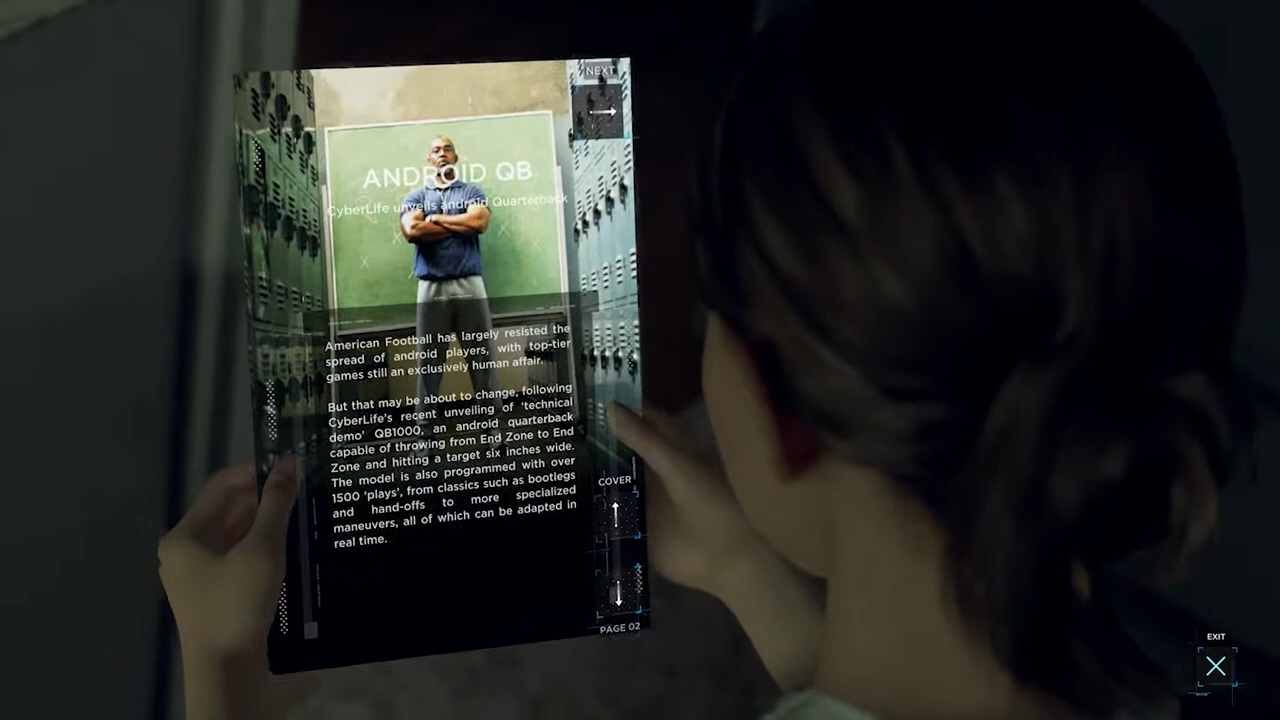 NEXT
ANDROID QB
CyberLife unveils android Quarterback
American Football has largely resisted the
spread of android players, with top-tier
games still an exclusively human affair.
But that may be about to change, following
CyberLife's recent unveiling of 'technical
demo' QB1000, an android quarterback
capable of throwing from End Zone to End
Zone and hitting a target six inches wide.
The model is also programmed with over
1500 'plays', from classics such as bootlegs
and hand-offs to more specialized
maneuvers, all of which can be adapted in
real time.
COVER
PAGE 02
EXIT